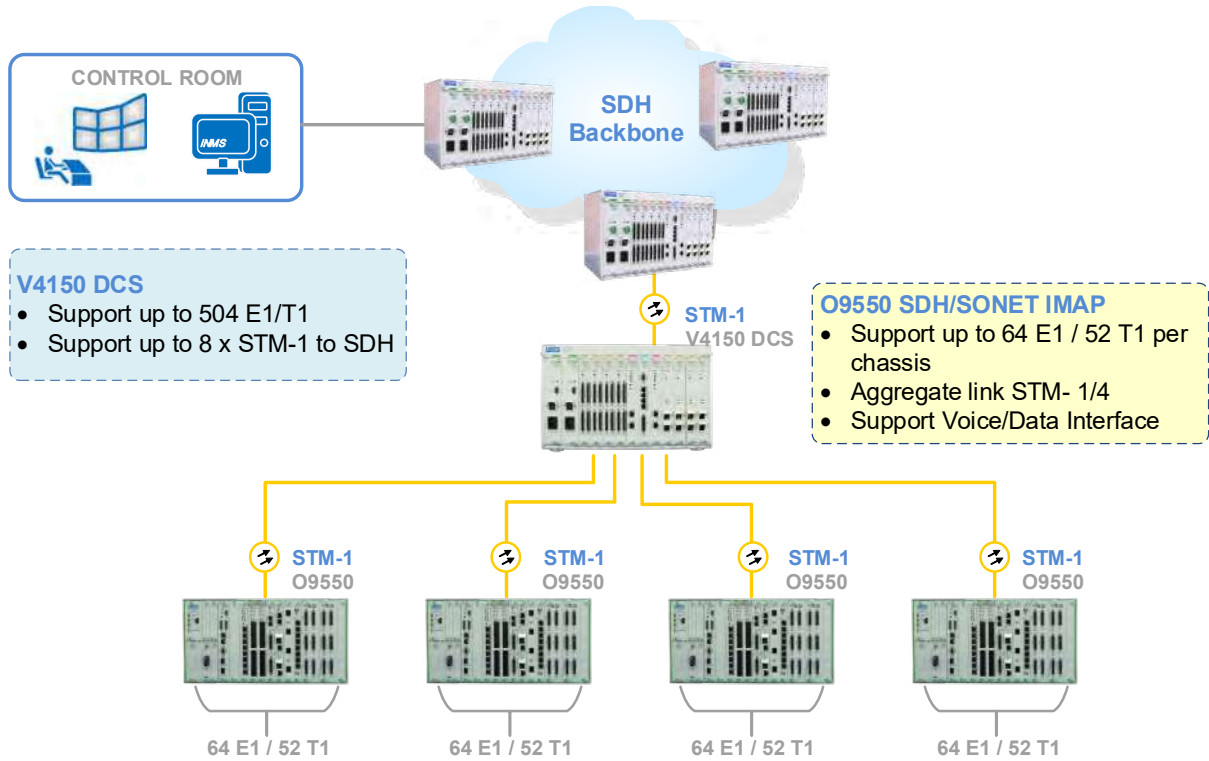 CONTROL ROOM
INMS
SDH
Backbone
V4150 DCS
• Support up to 504 E1/T1
• Support up to 8 x STM-1 to SDH
STM-1
V4150 DCS
O9550 SDH/SONET IMAP
• Support up to 64 E1 / 52 T1 per
chassis
• Aggregate link STM- 1/4
• Support Voice/Data Interface
STM-1
O9550
STM-1
O9550
STM-1
O9550
STM-1
O9550
64 E1 / 52 T1
64 E1 / 52 T1
64 E1 / 52 T1
64 E1 / 52 T1